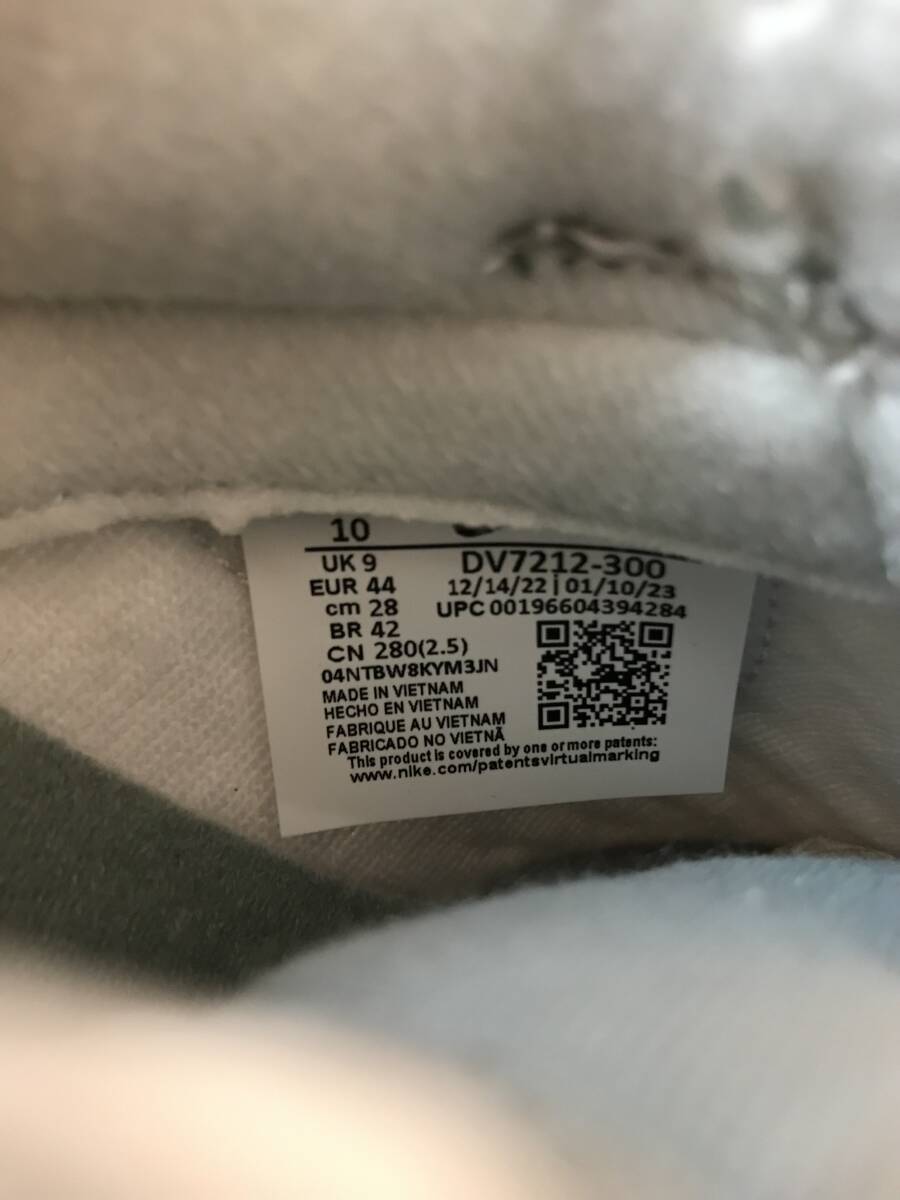 10
UK 9
EUR 44
cm 28
BR 42
CN 280(2.5)
04NTBW8KYM3JN
DV7212-300
12/14/22 | 01/10/23
UPC 00196604394284
MADE IN VIETNAM
HECHO EN VIETNAM
FABRIQUE AU VIETNAM
FABRICADO NO VIETNÃ
This product is covered by one or more patents:
www.nike.com/patentsvirtualmarking